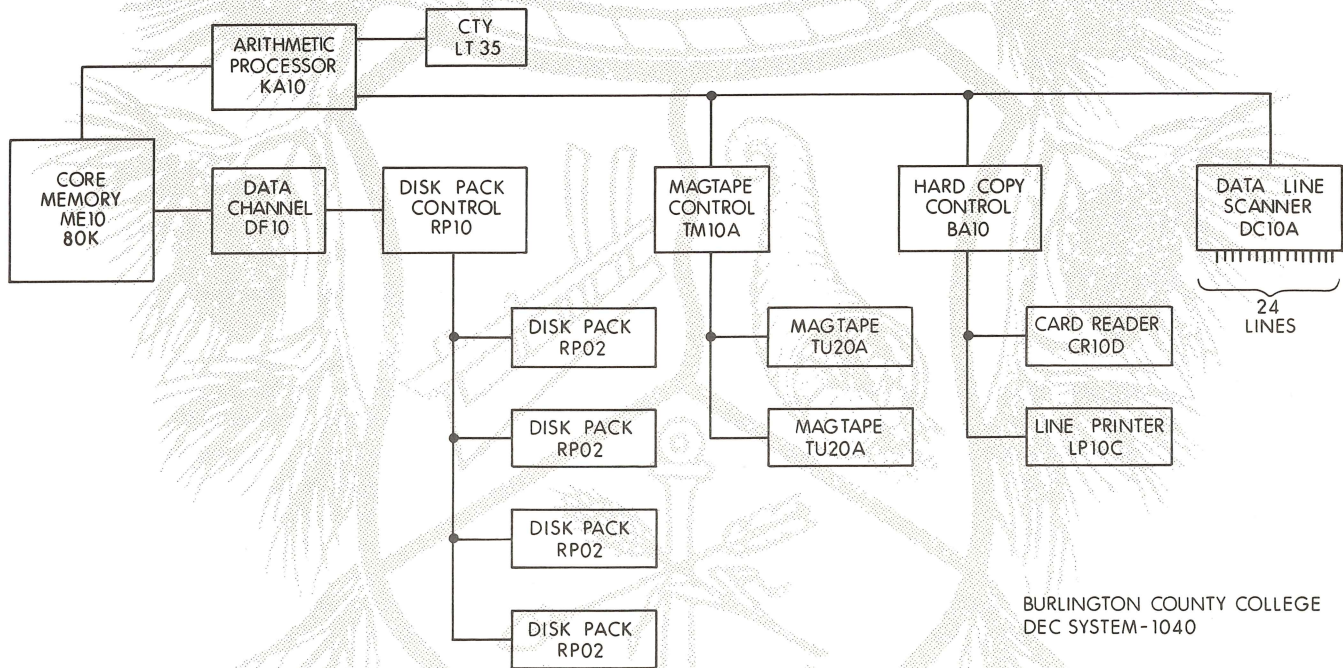 CTY
LT 35
ARITHMETIC
PROCESSOR
KA10
CORE
MEMORY
ME10
80K
DATA
CHANNEL
DF10
DISK PACK
CONTROL
RP10
MAGTAPE
CONTROL
TM10A
HARD COPY
CONTROL
BA10
DATA LINE
SCANNER
DC10A
24
LINES
DISK PACK
RP02
MAGTAPE
TU20A
CARD READER
CR10D
DISK PACK
RP02
MAGTAPE
TU20A
LINE PRINTER
LP10C
DISK PACK
RP02
DISK PACK
RP02
BURLINGTON COUNTY COLLEGE
DEC SYSTEM-1040